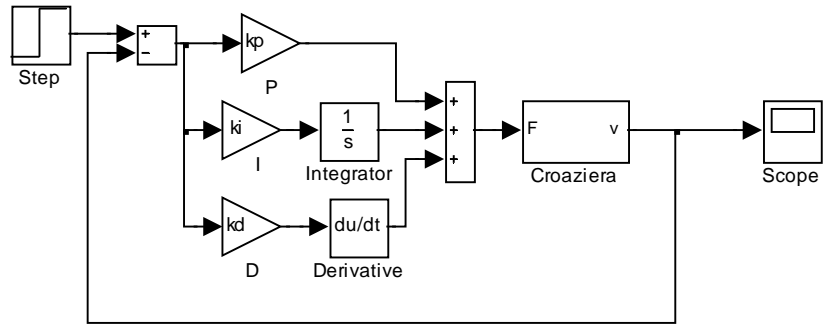 Step
+
−
kp
P
ki
I
1
s
Integrator
kd
D
du/dt
Derivative
+
+
+
F
v
Croaziera
Scope